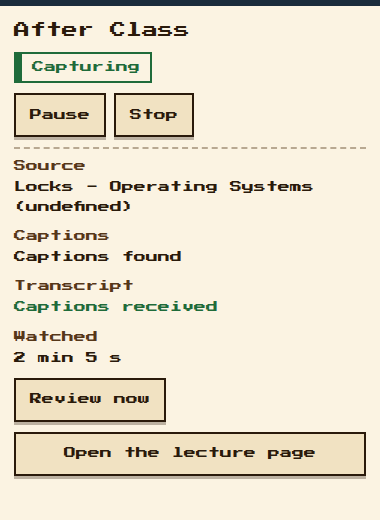 After Class
Capturing
Pause
Stop
Source
Locks - Operating Systems
(undefined)
Captions
Captions found
Transcript
Captions received
Watched
2 min 5 s
Review now
Open the lecture page